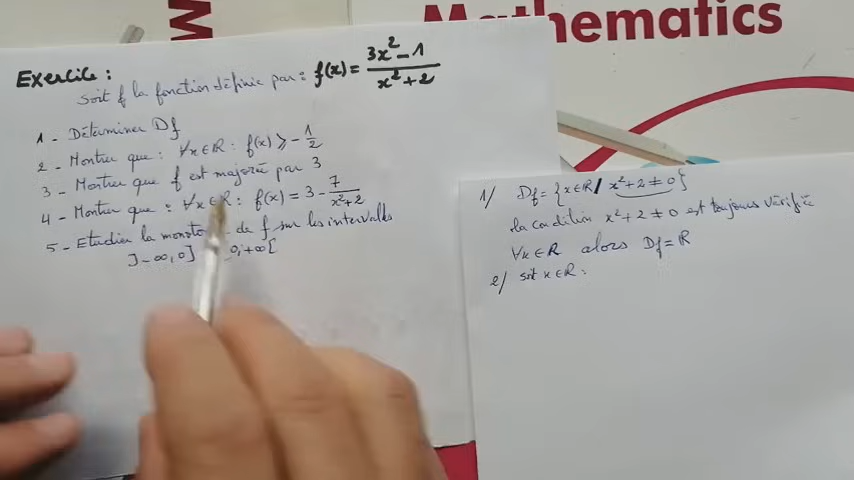 Mathematics
M
Exercice :
soit f la fonction définie par : f(x) = (3x² - 1)/(x² + 2)
1 - Déterminer Df
2 - Montrer que : ∀x∈ℝ : f(x) ≥ - 1/2
3 - Montrer que f est majorée par 3
4 - Montrer que : ∀x∈ℝ : f(x) = 3 - 7/(x²+2)
5 - Etudier la monoto de f sur les intervalles
]-∞,0] 0;+∞[
1/ Df = {x∈ℝ / x²+2 ≠ 0}
la condition x²+2 ≠ 0 est toujours vérifiée
∀x∈ℝ alors Df = ℝ
2/ soit x∈ℝ :